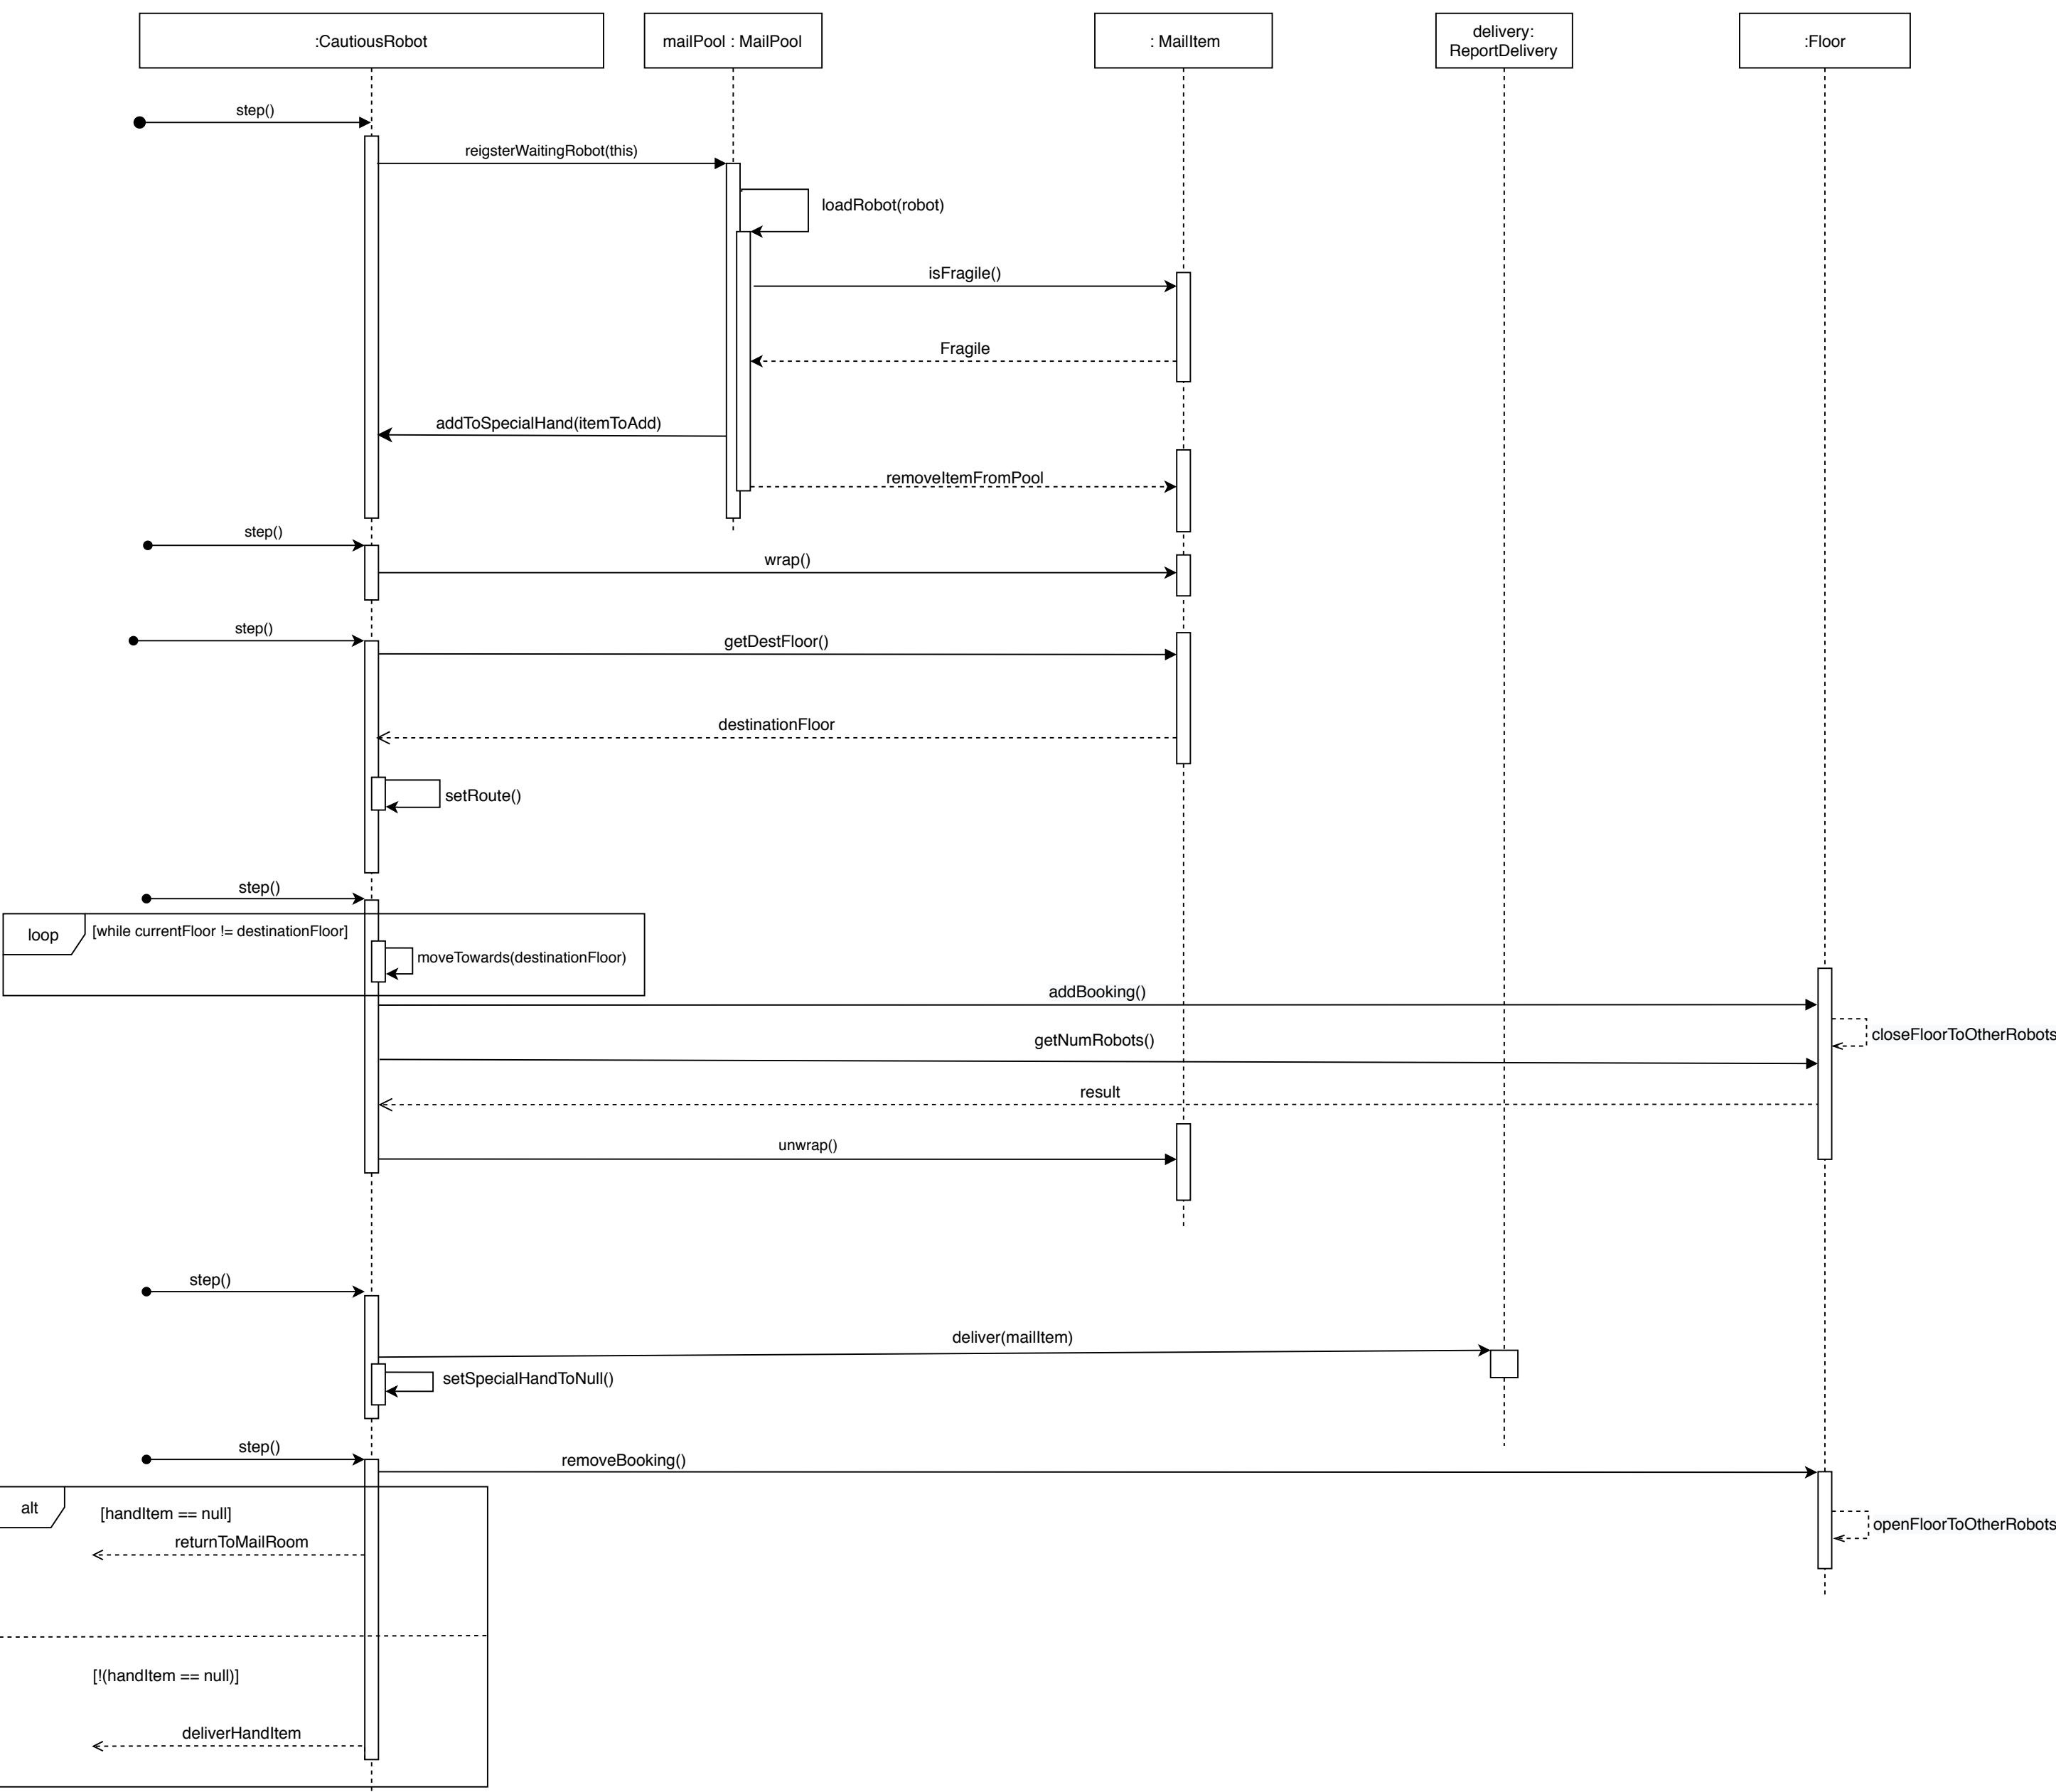 :CautiousRobot
mailPool : MailPool
: MailItem
delivery:
ReportDelivery
:Floor
step()
reigsterWaitingRobot(this)
loadRobot(robot)
isFragile()
Fragile
addToSpecialHand(itemToAdd)
removeItemFromPool
step()
wrap()
step()
getDestFloor()
destinationFloor
setRoute()
step()
loop
[while currentFloor != destinationFloor]
moveTowards(destinationFloor)
addBooking()
closeFloorToOtherRobots
getNumRobots()
result
unwrap()
step()
deliver(mailItem)
setSpecialHandToNull()
step()
removeBooking()
alt
[handItem == null]
openFloorToOtherRobots
returnToMailRoom
[!(handItem == null)]
deliverHandItem